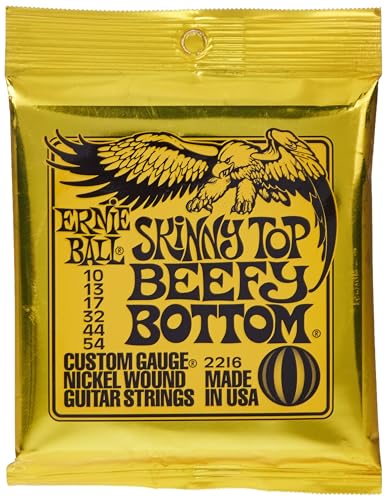 ERNIE BALL®
SKINNY TOP
BEEFY
BOTTOM®
10
13
17
32
44
54
CUSTOM GAUGE®
NICKEL WOUND
GUITAR STRINGS
2216
MADE
IN USA